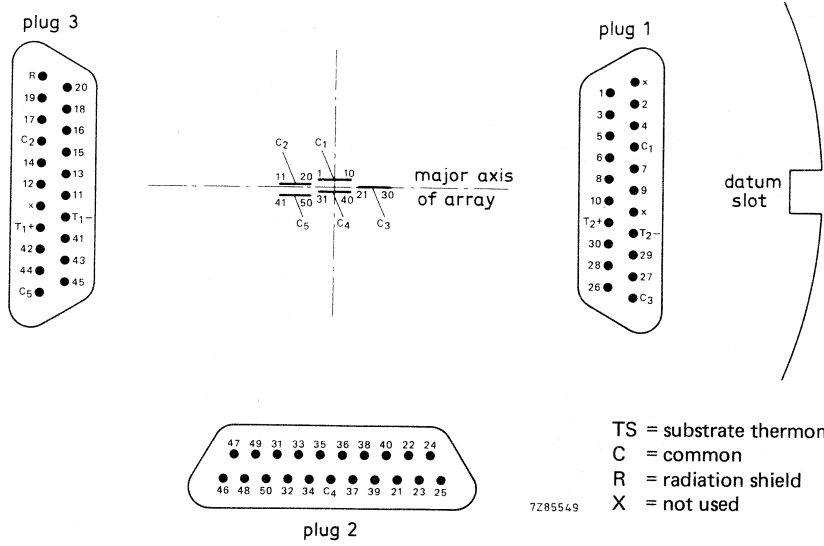 plug 3
R
20
19
18
17
16
C2
15
14
13
12
11
x
T1−
T1+
41
42
43
44
45
C5
C2
C1
11 20
1 10
41 50
31 40
21 30
C5
C4
C3
major axis
of array
plug 1
x
1
2
3
4
5
C1
6
7
8
9
10
x
T2+
T2−
30
29
28
27
26
C3
datum
slot
47 49 31 33 35 36 38 40 22 24
46 48 50 32 34 C4 37 39 21 23 25
plug 2
7Z85549
TS = substrate thermon
C = common
R = radiation shield
X = not used